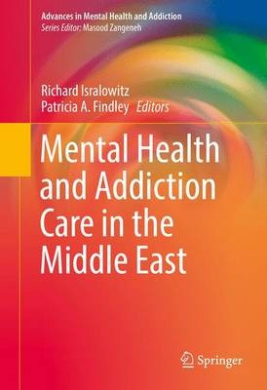 Advances in Mental Health and Addiction
Series Editor: Masood Zangeneh
Richard Isralowitz
Patricia A. Findley Editors
Mental Health
and Addiction
Care in the
Middle East
Springer